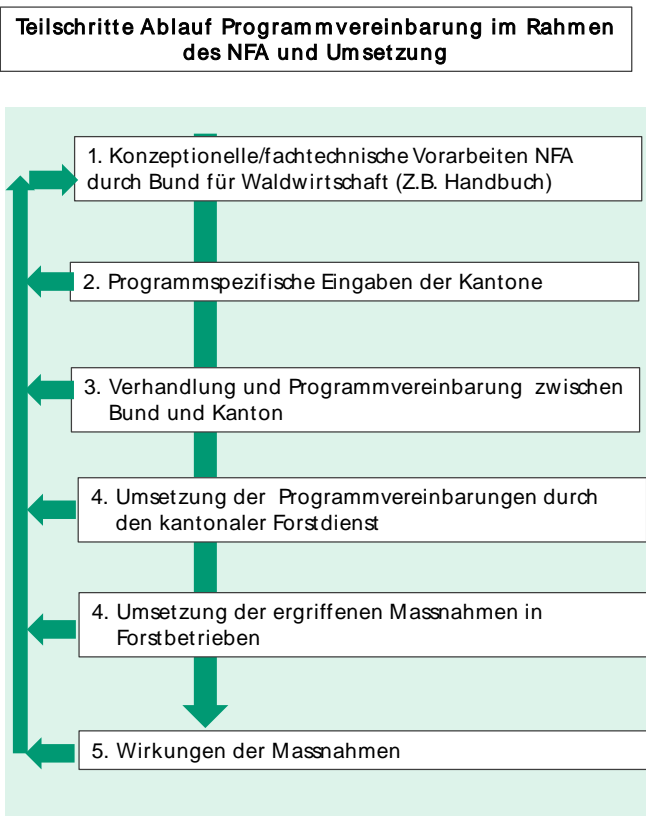 Teilschritte Ablauf Programmvereinbarung im Rahmen
des NFA und Umsetzung
1. Konzeptionelle/fachtechnische Vorarbeiten NFA
durch Bund für Waldwirtschaft (Z.B. Handbuch)
2. Programmspezifische Eingaben der Kantone
3. Verhandlung und Programmvereinbarung zwischen
Bund und Kanton
4. Umsetzung der Programmvereinbarungen durch
den kantonaler Forstdienst
4. Umsetzung der ergriffenen Massnahmen in
Forstbetrieben
5. Wirkungen der Massnahmen